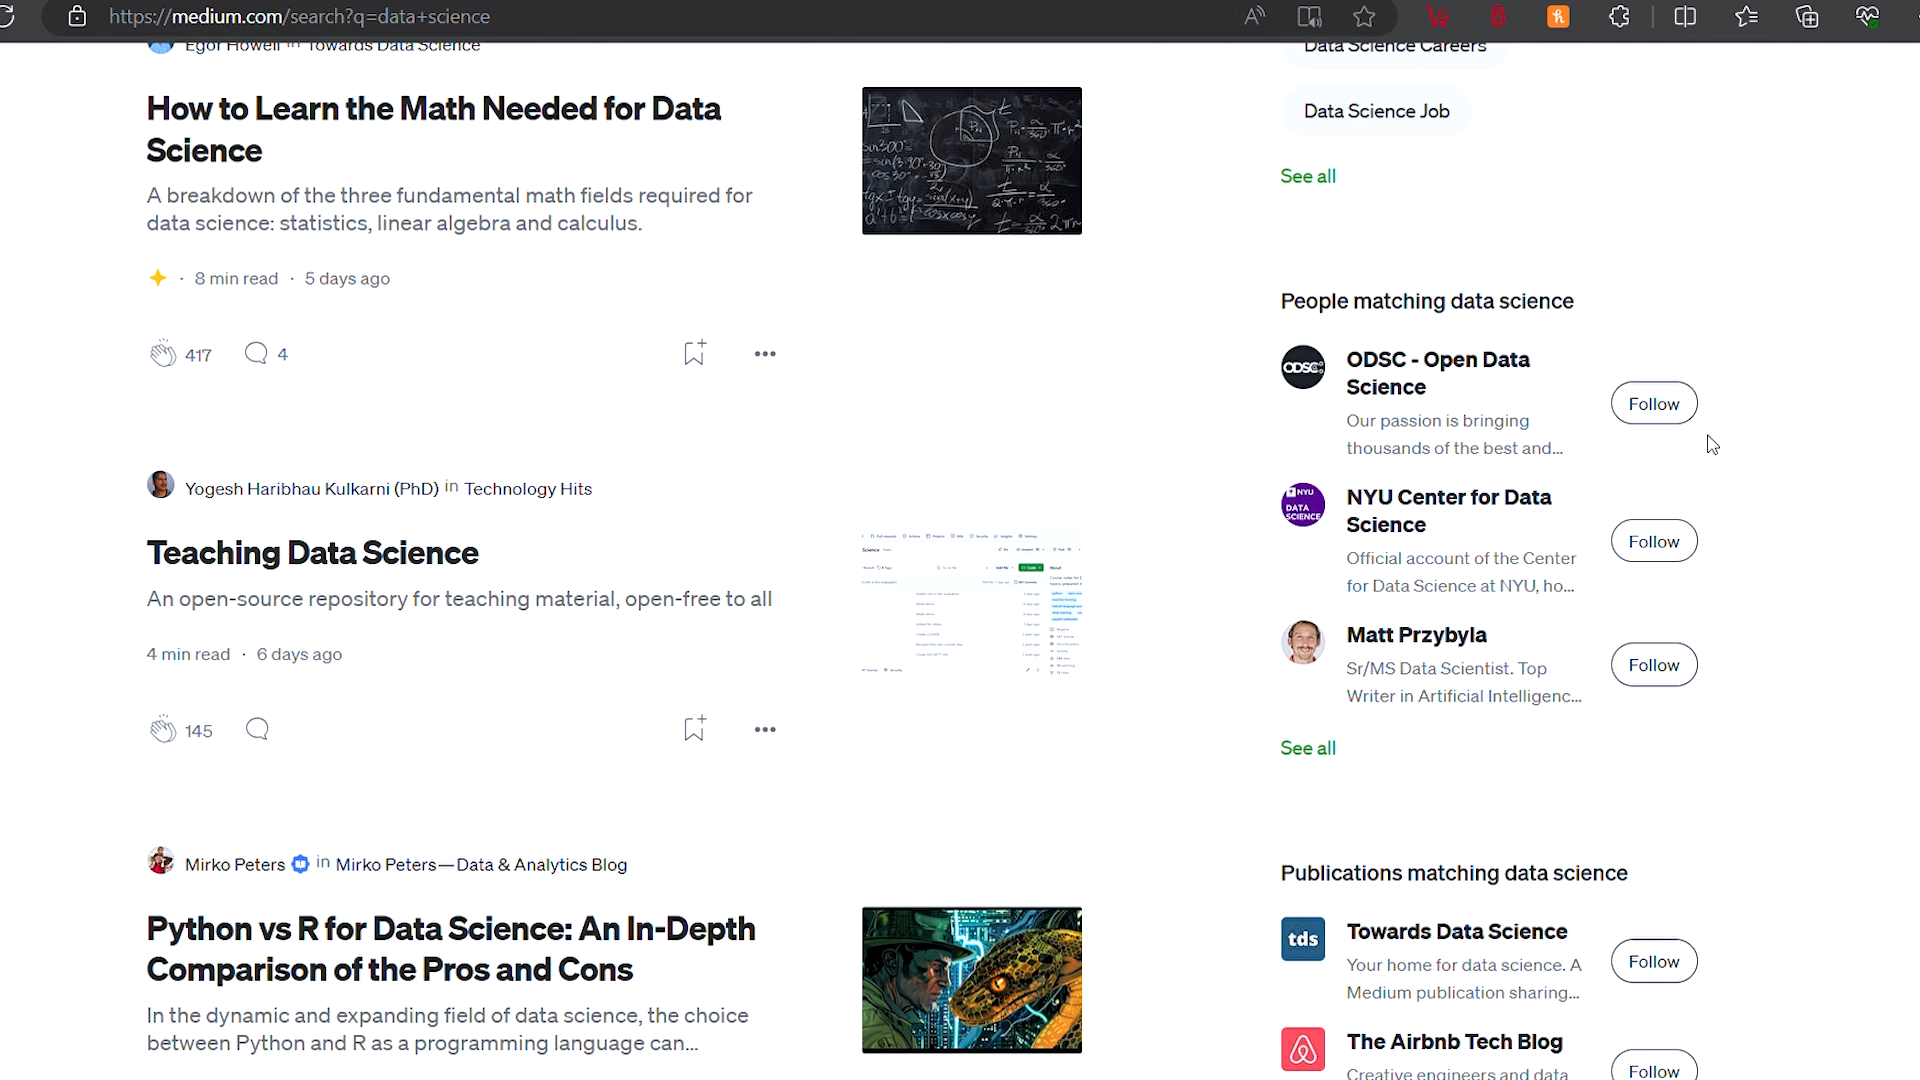 https://medium.com/search?q=data+science
Egor Howell in Towards Data Science
How to Learn the Math Needed for Data
Science
A breakdown of the three fundamental math fields required for
data science: statistics, linear algebra and calculus.
· 8 min read · 5 days ago
417 4
Yogesh Haribhau Kulkarni (PhD) in Technology Hits
Teaching Data Science
An open-source repository for teaching material, open-free to all
4 min read · 6 days ago
145
Mirko Peters in Mirko Peters—Data & Analytics Blog
Python vs R for Data Science: An In-Depth
Comparison of the Pros and Cons
In the dynamic and expanding field of data science, the choice
between Python and R as a programming language can...
Data Science Careers
Data Science Job
See all
People matching data science
ODSC
ODSC - Open Data
Science
Our passion is bringing
thousands of the best and...
Follow
NYU
DATA
SCIENCE
NYU Center for Data
Science
Official account of the Center
for Data Science at NYU, ho...
Follow
Matt Przybyla
Sr/MS Data Scientist. Top
Writer in Artificial Intelligenc...
Follow
See all
Publications matching data science
tds
Towards Data Science
Your home for data science. A
Medium publication sharing...
Follow
The Airbnb Tech Blog
Creative engineers and data
Follow